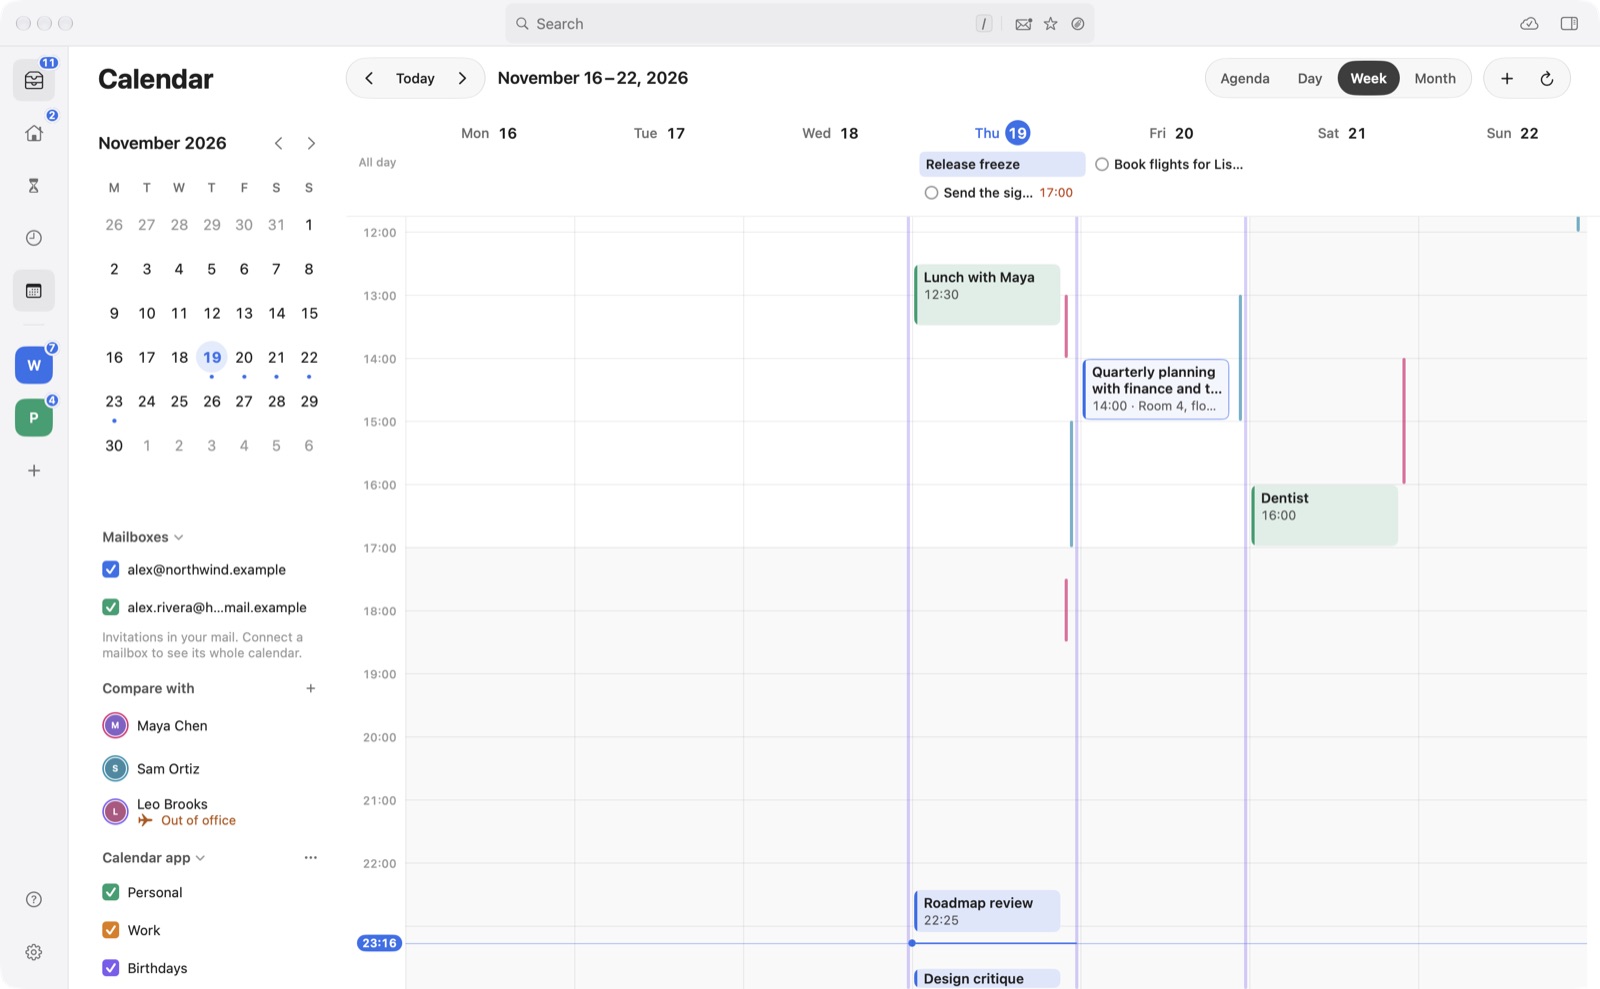 Search
/
11
2
7
W
4
P
Calendar
Today
November 16–22, 2026
Agenda
Day
Week
Month
November 2026
M T W T F S S
26 27 28 29 30 31 1
2 3 4 5 6 7 8
9 10 11 12 13 14 15
16 17 18 19 20 21 22
23 24 25 26 27 28 29
30 1 2 3 4 5 6
Mailboxes
alex@northwind.example
alex.rivera@h...mail.example
Invitations in your mail. Connect a
mailbox to see its whole calendar.
Compare with
M Maya Chen
S Sam Ortiz
L Leo Brooks
Out of office
Calendar app
Personal
Work
Birthdays
Mon 16
Tue 17
Wed 18
Thu 19
Fri 20
Sat 21
Sun 22
All day
Release freeze
Book flights for Lis...
Send the sig... 17:00
12:00
13:00
14:00
15:00
16:00
17:00
18:00
19:00
20:00
21:00
22:00
23:16
Lunch with Maya
12:30
Quarterly planning
with finance and t...
14:00 · Room 4, flo...
Dentist
16:00
Roadmap review
22:25
Design critique